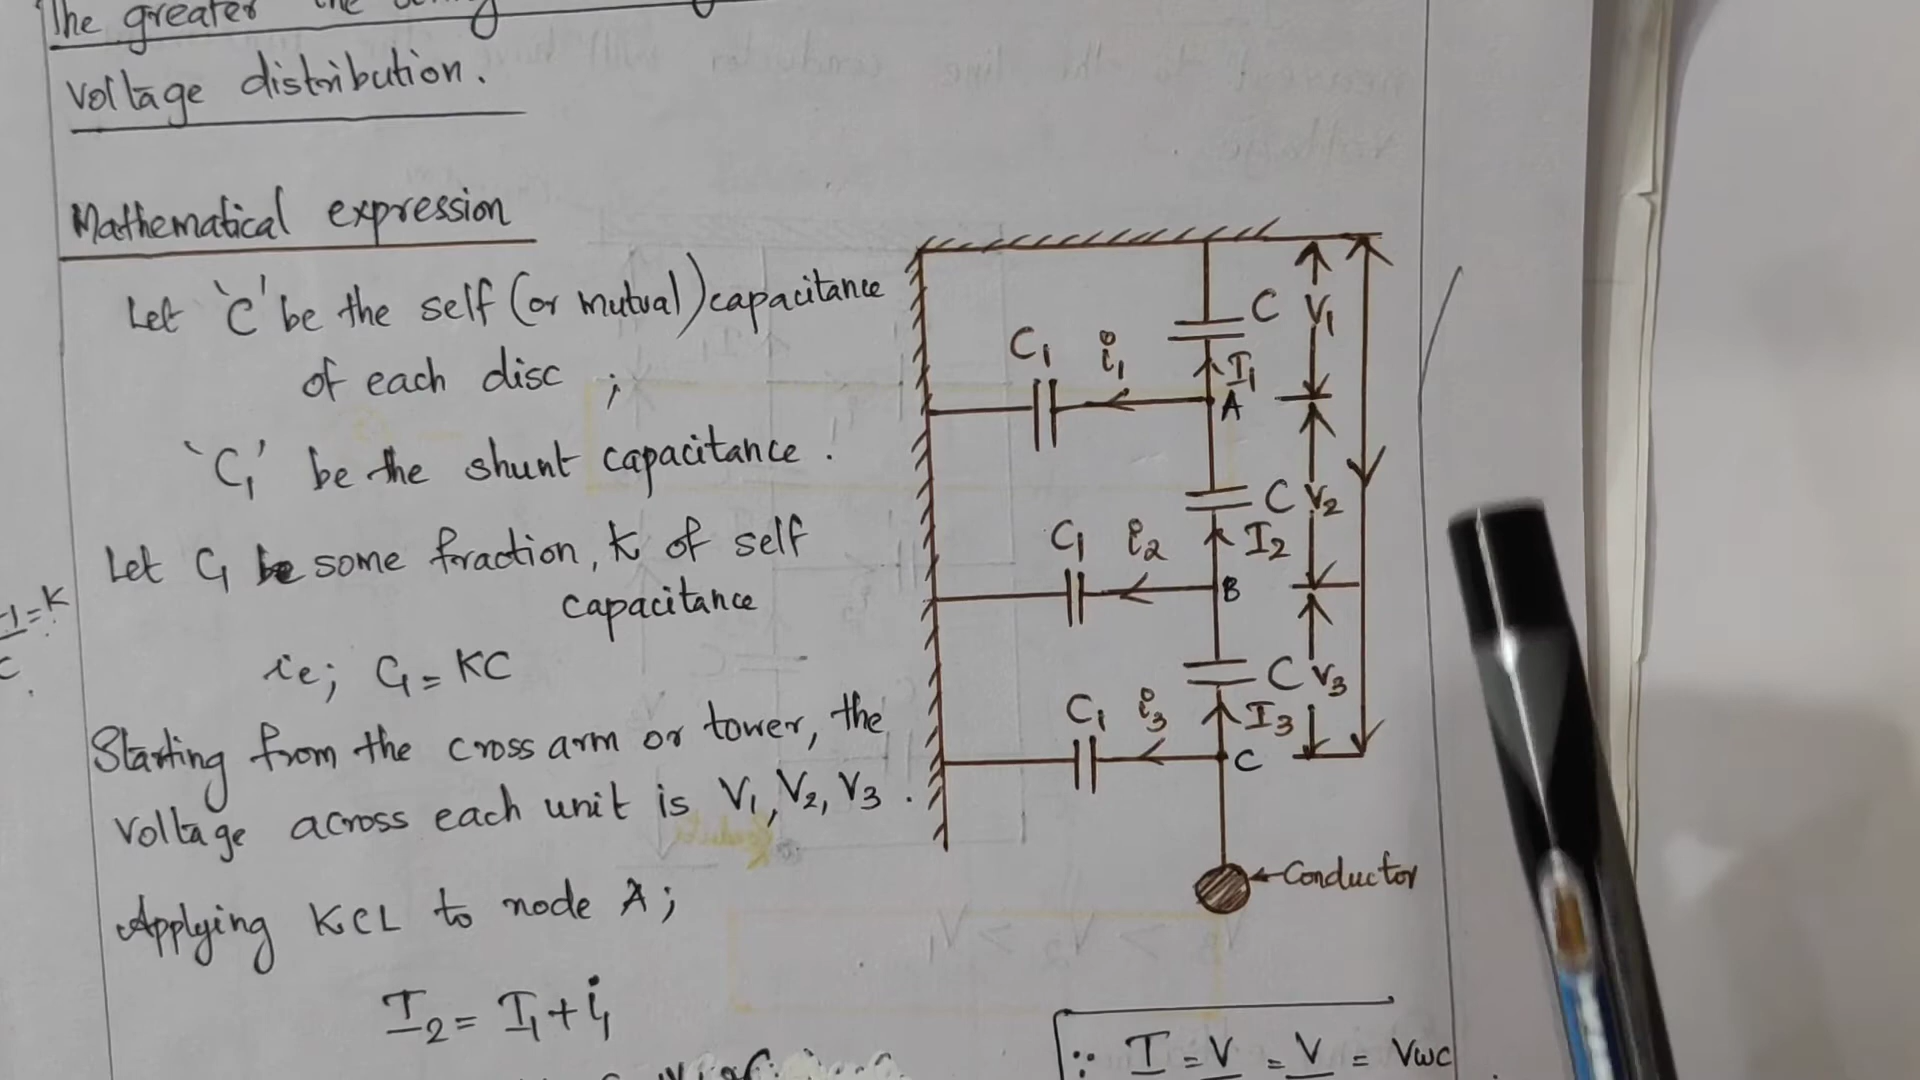 The greater the
voltage distribution.
Mathematical expression
Let 'C' be the self (or mutual) capacitance
of each disc ;
'C1' be the shunt capacitance.
Let C1 be some fraction, K of self
capacitance
ie; C1 = KC
Starting from the cross arm or tower, the
voltage across each unit is V1, V2, V3.
Applying KCL to node A;
I2 = I1 + i1
= K
C
C V1
C1 i1 I1
A
C V2
C1 i2 I2
B
C V3
C1 i3 I3
C
Conductor
∵ I = V = V = Vωc